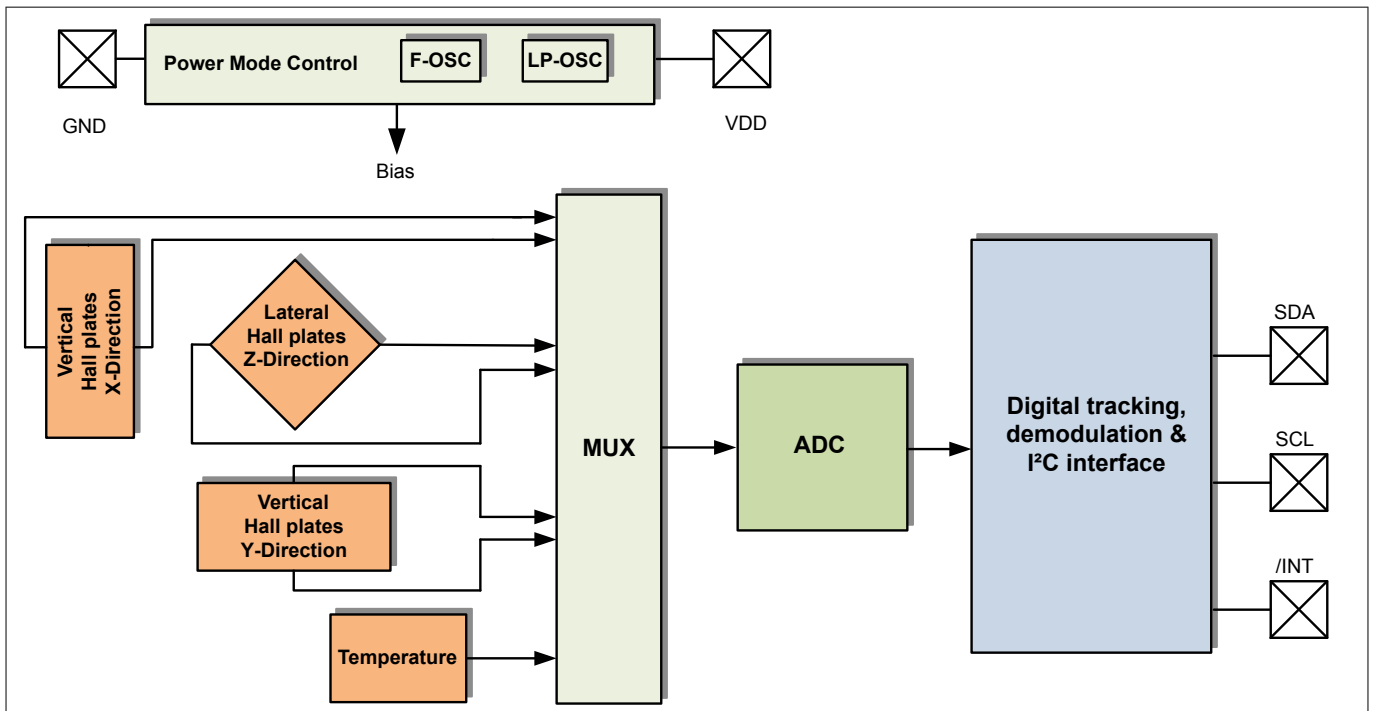 Power Mode Control
F-OSC
LP-OSC
GND
VDD
Bias
Vertical
Hall plates
X-Direction
Lateral
Hall plates
Z-Direction
Vertical
Hall plates
Y-Direction
Temperature
MUX
ADC
Digital tracking,
demodulation &
I²C interface
SDA
SCL
/INT